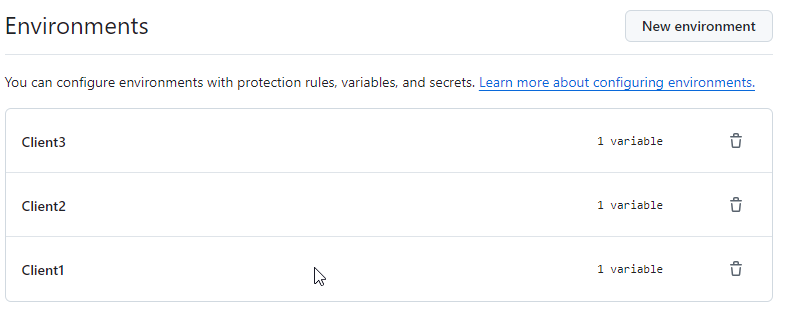 Environments
New environment
You can configure environments with protection rules, variables, and secrets. Learn more about configuring environments.
Client3 1 variable
Client2 1 variable
Client1 1 variable